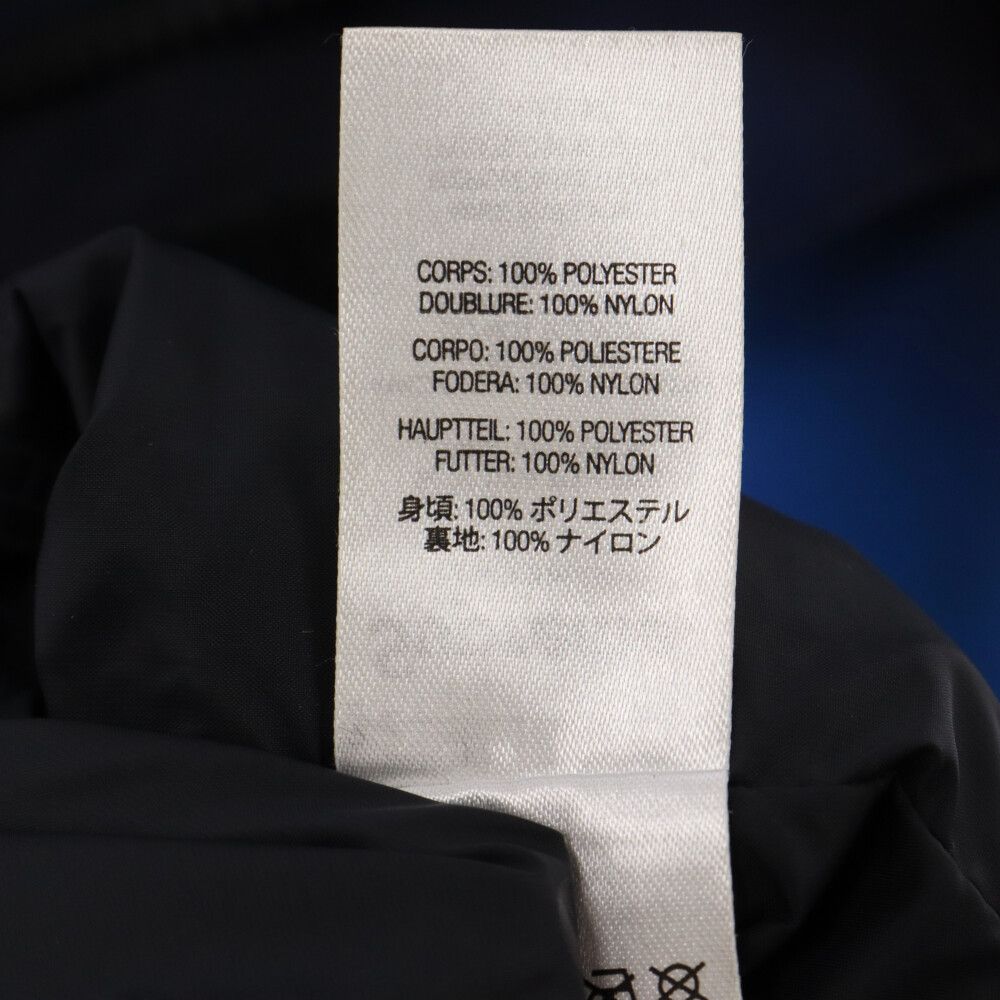 CORPS: 100% POLYESTER
DOUBLURE: 100% NYLON
CORPO: 100% POLIESTERE
FODERA: 100% NYLON
HAUPTTEIL: 100% POLYESTER
FUTTER: 100% NYLON
身頃: 100% ポリエステル
裏地: 100% ナイロン